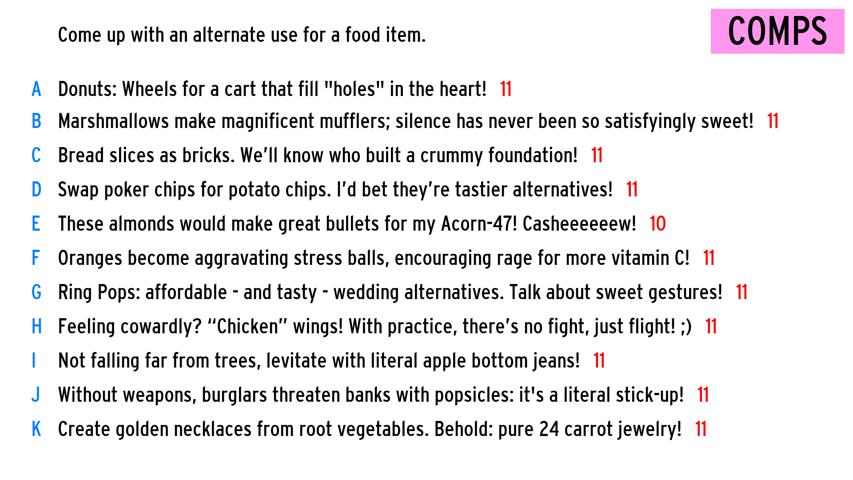 Come up with an alternate use for a food item.
COMPS
A Donuts: Wheels for a cart that fill "holes" in the heart! 11
B Marshmallows make magnificent mufflers; silence has never been so satisfyingly sweet! 11
C Bread slices as bricks. We’ll know who built a crummy foundation! 11
D Swap poker chips for potato chips. I’d bet they’re tastier alternatives! 11
E These almonds would make great bullets for my Acorn-47! Casheeeeeew! 10
F Oranges become aggravating stress balls, encouraging rage for more vitamin C! 11
G Ring Pops: affordable - and tasty - wedding alternatives. Talk about sweet gestures! 11
H Feeling cowardly? “Chicken” wings! With practice, there’s no fight, just flight! ;) 11
I Not falling far from trees, levitate with literal apple bottom jeans! 11
J Without weapons, burglars threaten banks with popsicles: it's a literal stick-up! 11
K Create golden necklaces from root vegetables. Behold: pure 24 carrot jewelry! 11